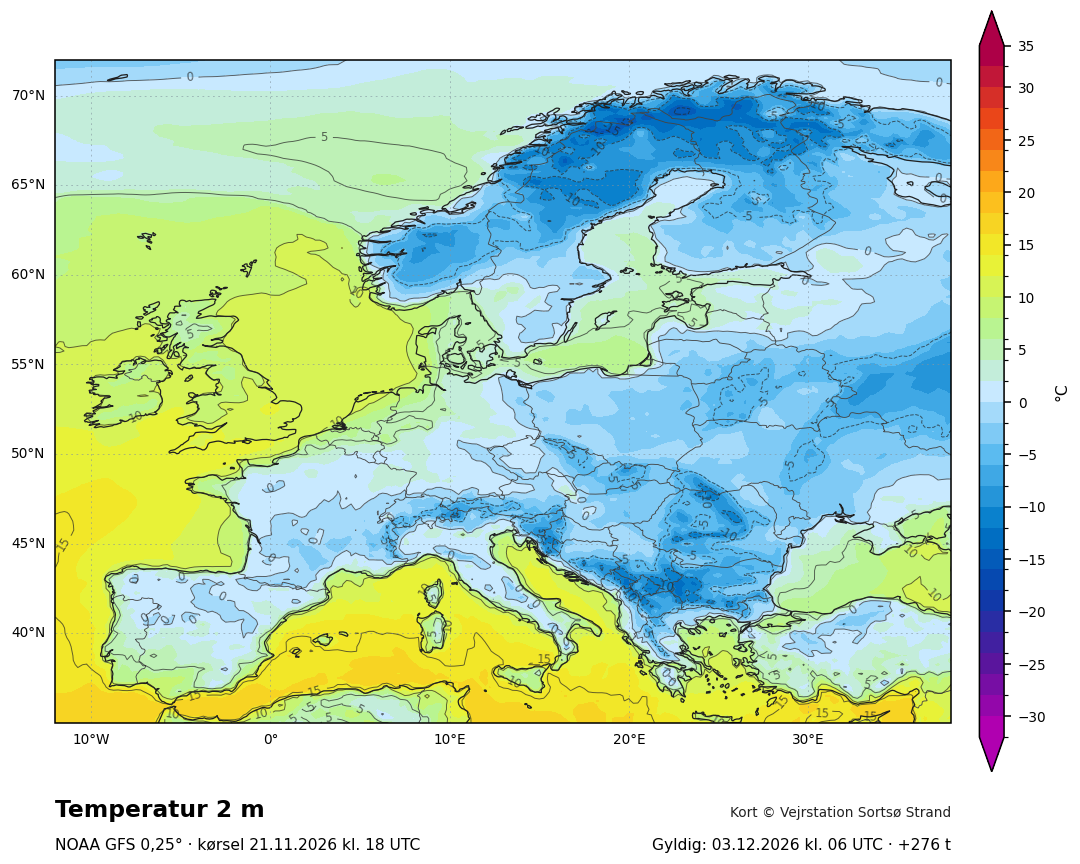 70°N
65°N
60°N
55°N
50°N
45°N
40°N
10°W
0°
10°E
20°E
30°E
35
30
25
20
15
10
5
0
−5
−10
−15
−20
−25
−30
°C
Temperatur 2 m
Kort © Vejrstation Sortsø Strand
NOAA GFS 0,25° · kørsel 21.11.2026 kl. 18 UTC
Gyldig: 03.12.2026 kl. 06 UTC · +276 t